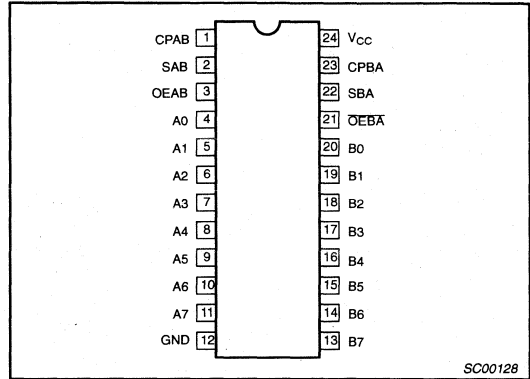 CPAB 1 24 VCC
SAB 2 23 CPBA
OEAB 3 22 SBA
A0 4 21 O̅E̅B̅A̅
A1 5 20 B0
A2 6 19 B1
A3 7 18 B2
A4 8 17 B3
A5 9 16 B4
A6 10 15 B5
A7 11 14 B6
GND 12 13 B7
SC00128